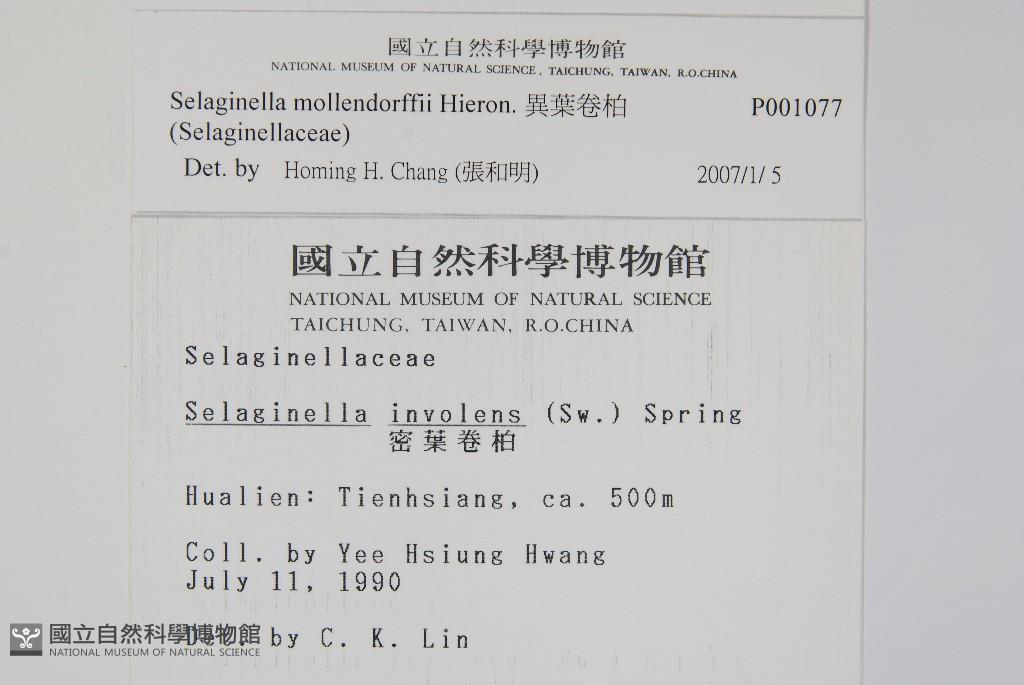 國立自然科學博物館
NATIONAL MUSEUM OF NATURAL SCIENCE, TAICHUNG, TAIWAN, R.O.CHINA
Selaginella mollendorffii Hieron. 異葉卷柏 P001077
(Selaginellaceae)
Det. by Homing H. Chang (張和明) 2007/1/5
國立自然科學博物館
NATIONAL MUSEUM OF NATURAL SCIENCE
TAICHUNG, TAIWAN, R.O.CHINA
Selaginellaceae
Selaginella involens (Sw.) Spring
密葉卷柏
Hualien: Tienhsiang, ca. 500m
Coll. by Yee Hsiung Hwang
July 11, 1990
Det. by C. K. Lin
國立自然科學博物館
NATIONAL MUSEUM OF NATURAL SCIENCE